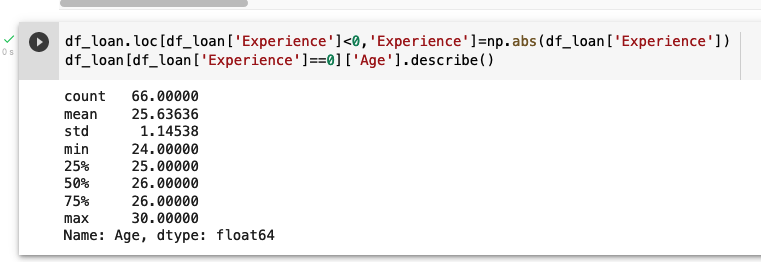 df_loan.loc[df_loan['Experience']<0,'Experience']=np.abs(df_loan['Experience'])
df_loan[df_loan['Experience']==0]['Age'].describe()
0 s
count 66.00000
mean 25.63636
std 1.14538
min 24.00000
25% 25.00000
50% 26.00000
75% 26.00000
max 30.00000
Name: Age, dtype: float64